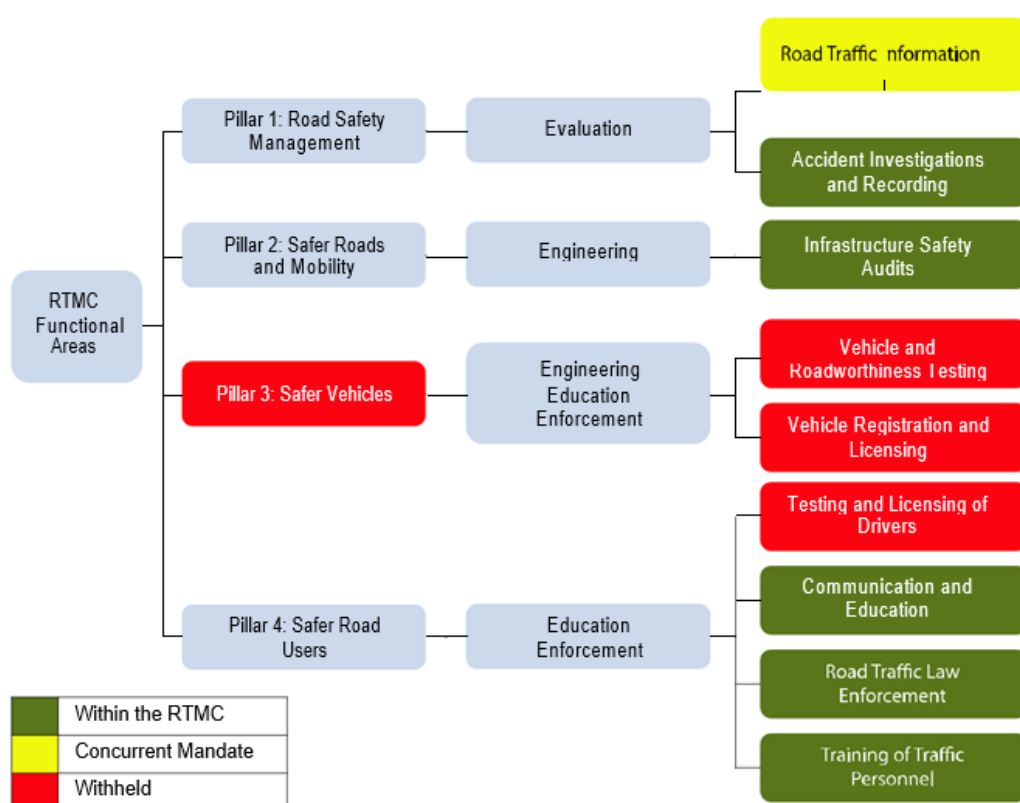 RTMC
Functional
Areas
Pillar 1: Road Safety
Management
Evaluation
Road Traffic nformation
Accident Investigations
and Recording
Pillar 2: Safer Roads
and Mobility
Engineering
Infrastructure Safety
Audits
Pillar 3: Safer Vehicles
Engineering
Education
Enforcement
Vehicle and
Roadworthiness Testing
Vehicle Registration and
Licensing
Pillar 4: Safer Road
Users
Education
Enforcement
Testing and Licensing of
Drivers
Communication and
Education
Road Traffic Law
Enforcement
Training of Traffic
Personnel
Within the RTMC
Concurrent Mandate
Withheld